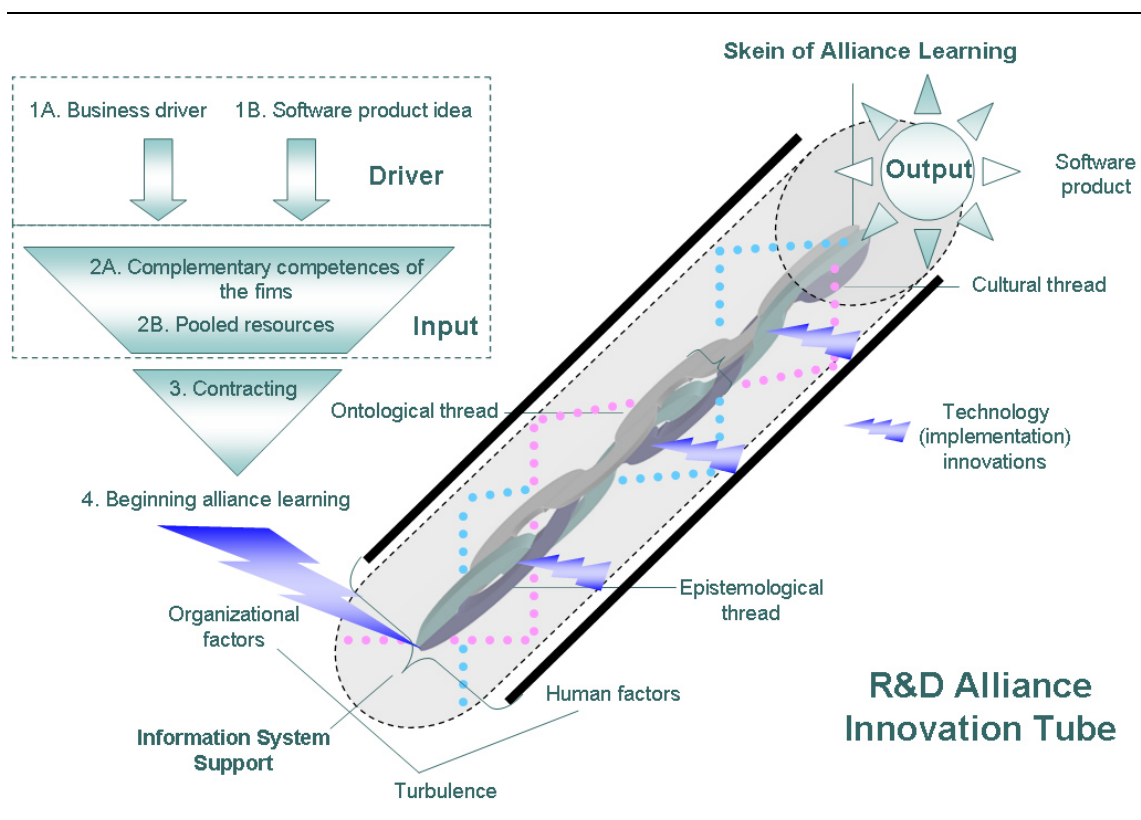 Skein of Alliance Learning
1A. Business driver
1B. Software product idea
Driver
Output
Software
product
2A. Complementary competences of
the fims
2B. Pooled resources
Input
Cultural thread
3. Contracting
Ontological thread
Technology
(implementation)
innovations
4. Beginning alliance learning
Epistemological
thread
Organizational
factors
Human factors
R&D Alliance
Innovation Tube
Information System
Support
Turbulence